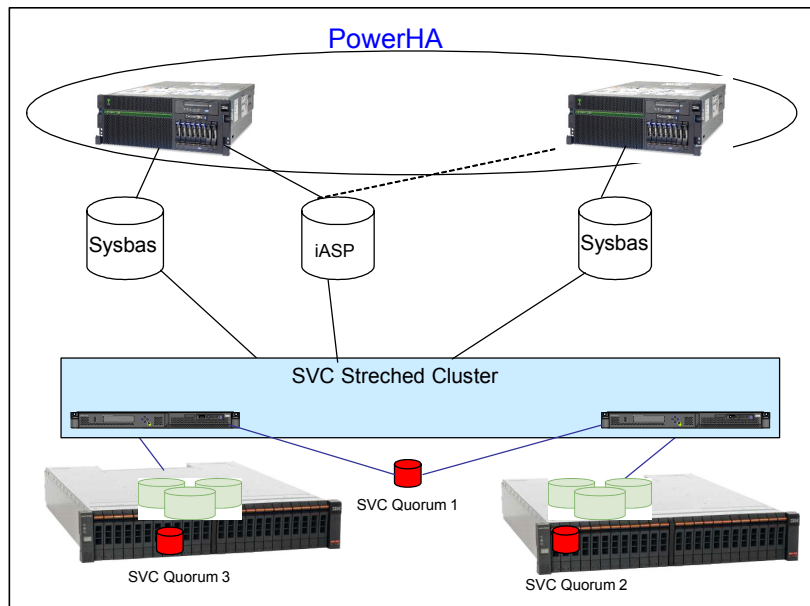 PowerHA
Sysbas
iASP
Sysbas
SVC Streched Cluster
SVC Quorum 1
SVC Quorum 3
SVC Quorum 2